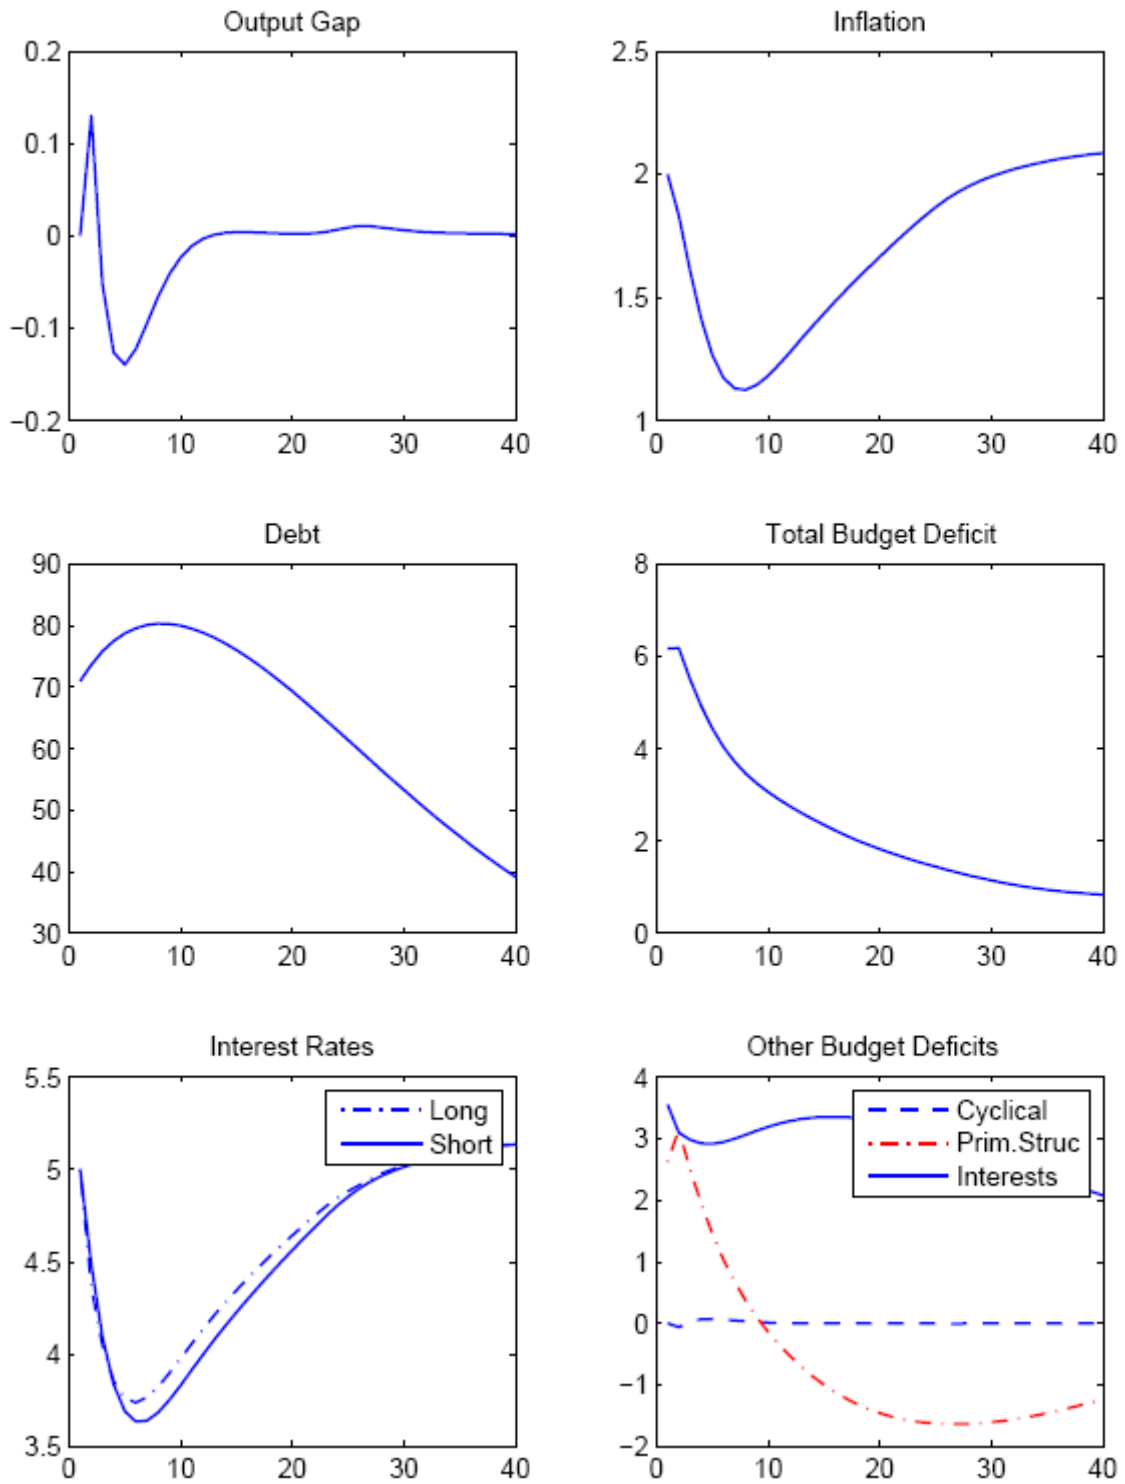 Output Gap
0.2
0.1
0
−0.1
−0.2
0 10 20 30 40
Inflation
2.5
2
1.5
1
0 10 20 30 40
Debt
90
80
70
60
50
40
30
0 10 20 30 40
Total Budget Deficit
8
6
4
2
0
0 10 20 30 40
Interest Rates
5.5
5
4.5
4
3.5
0 10 20 30 40
Long
Short
Other Budget Deficits
4
3
2
1
0
−1
−2
0 10 20 30 40
Cyclical
Prim.Struc
Interests